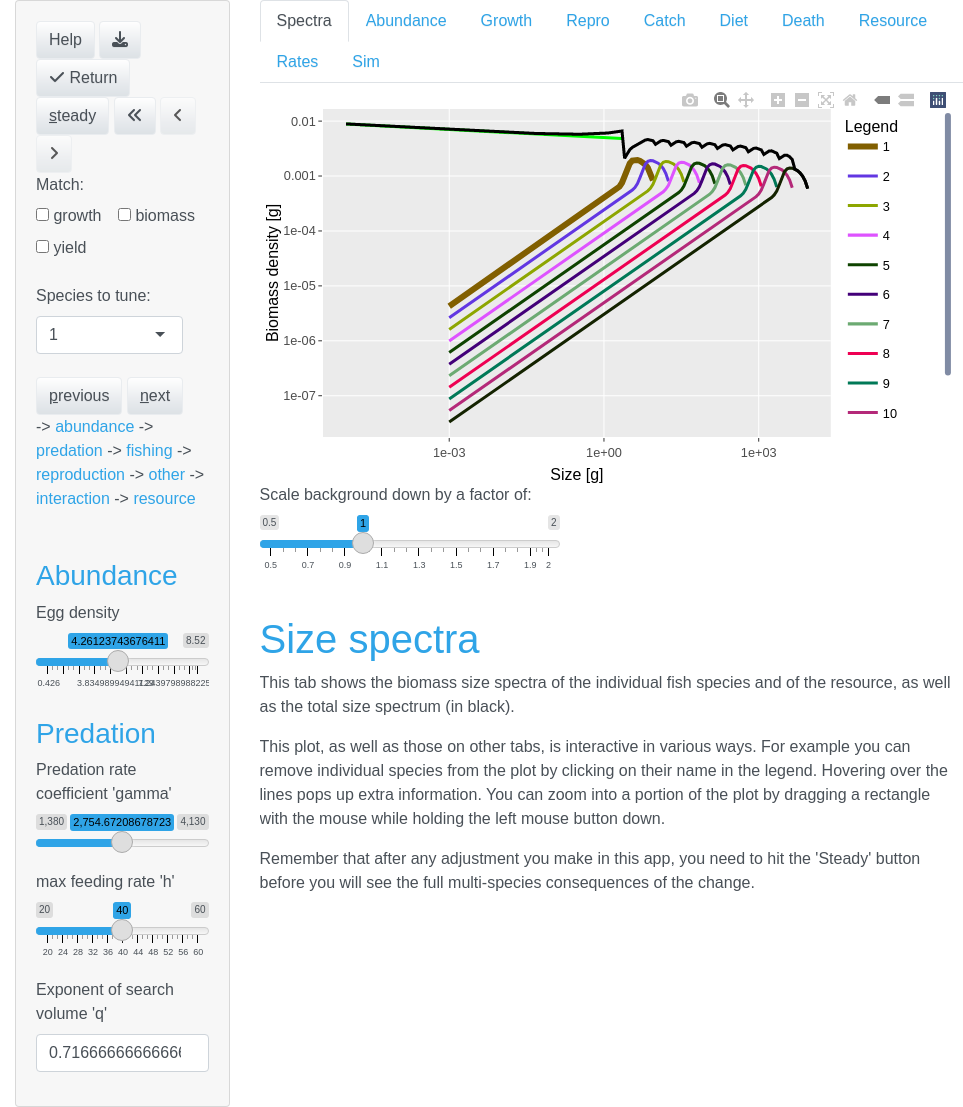 Help
Return
steady
Match:
growth biomass
yield
Species to tune:
1
previous next
-> abundance ->
predation -> fishing ->
reproduction -> other ->
interaction -> resource
Abundance
Egg density
4.26123743676411 8.52
0.426
Predation
Predation rate
coefficient 'gamma'
1,380 2,754.67208678723 4,130
max feeding rate 'h'
20 40 60
20 24 28 32 36 40 44 48 52 56 60
Exponent of search
volume 'q'
Spectra Abundance Growth Repro Catch Diet Death Resource
Rates Sim
0.01
0.001
1e-04
1e-05
1e-06
1e-07
Biomass density [g]
1e-03 1e+00 1e+03
Size [g]
Legend
1
2
3
4
5
6
7
8
9
10
Scale background down by a factor of:
0.5 1 2
0.5 0.7 0.9 1.1 1.3 1.5 1.7 1.9 2
Size spectra
This tab shows the biomass size spectra of the individual fish species and of the resource, as well
as the total size spectrum (in black).
This plot, as well as those on other tabs, is interactive in various ways. For example you can
remove individual species from the plot by clicking on their name in the legend. Hovering over the
lines pops up extra information. You can zoom into a portion of the plot by dragging a rectangle
with the mouse while holding the left mouse button down.
Remember that after any adjustment you make in this app, you need to hit the 'Steady' button
before you will see the full multi-species consequences of the change.